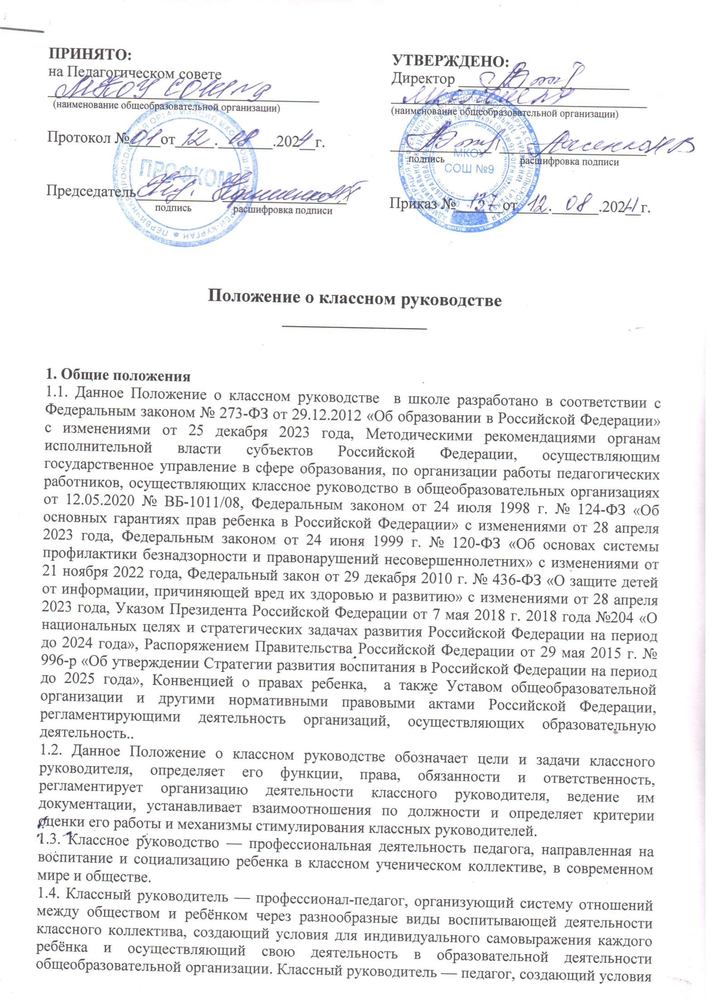 ПРИНЯТО:
на Педагогическом совете
МКОУ СОШ №9
(наименование общеобразовательной организации)
Протокол № 01 от 12 . 08 .2024 г.
Председатель
подпись расшифровка подписи
ПРОФКОМ
УТВЕРЖДЕНО:
Директор
МКОУ СОШ №9
(наименование общеобразовательной организации)
/
подпись расшифровка подписи
МКОУ
СОШ №9
Приказ № 137 от 12 . 08 .2024 г.
Положение о классном руководстве
1. Общие положения
1.1. Данное Положение о классном руководстве в школе разработано в соответствии с
Федеральным законом № 273-ФЗ от 29.12.2012 «Об образовании в Российской Федерации»
с изменениями от 25 декабря 2023 года, Методическими рекомендациями органам
исполнительной власти субъектов Российской Федерации, осуществляющим
государственное управление в сфере образования, по организации работы педагогических
работников, осуществляющих классное руководство в общеобразовательных организациях
от 12.05.2020 № ВБ-1011/08, Федеральным законом от 24 июля 1998 г. № 124-ФЗ «Об
основных гарантиях прав ребенка в Российской Федерации» с изменениями от 28 апреля
2023 года, Федеральным законом от 24 июня 1999 г. № 120-ФЗ «Об основах системы
профилактики безнадзорности и правонарушений несовершеннолетних» с изменениями от
21 ноября 2022 года, Федеральный закон от 29 декабря 2010 г. № 436-ФЗ «О защите детей
от информации, причиняющей вред их здоровью и развитию» с изменениями от 28 апреля
2023 года, Указом Президента Российской Федерации от 7 мая 2018 г. 2018 года №204 «О
национальных целях и стратегических задачах развития Российской Федерации на период
до 2024 года», Распоряжением Правительства Российской Федерации от 29 мая 2015 г. №
996-р «Об утверждении Стратегии развития воспитания в Российской Федерации на период
до 2025 года», Конвенцией о правах ребенка, а также Уставом общеобразовательной
организации и другими нормативными правовыми актами Российской Федерации,
регламентирующими деятельность организаций, осуществляющих образовательную
деятельность..
1.2. Данное Положение о классном руководстве обозначает цели и задачи классного
руководителя, определяет его функции, права, обязанности и ответственность,
регламентирует организацию деятельности классного руководителя, ведение им
документации, устанавливает взаимоотношения по должности и определяет критерии
оценки его работы и механизмы стимулирования классных руководителей.
1.3. Классное руководство — профессиональная деятельность педагога, направленная на
воспитание и социализацию ребенка в классном ученическом коллективе, в современном
мире и обществе.
1.4. Классный руководитель — профессионал-педагог, организующий систему отношений
между обществом и ребёнком через разнообразные виды воспитывающей деятельности
классного коллектива, создающий условия для индивидуального самовыражения каждого
ребёнка и осуществляющий свою деятельность в образовательной деятельности
общеобразовательной организации. Классный руководитель — педагог, создающий условия